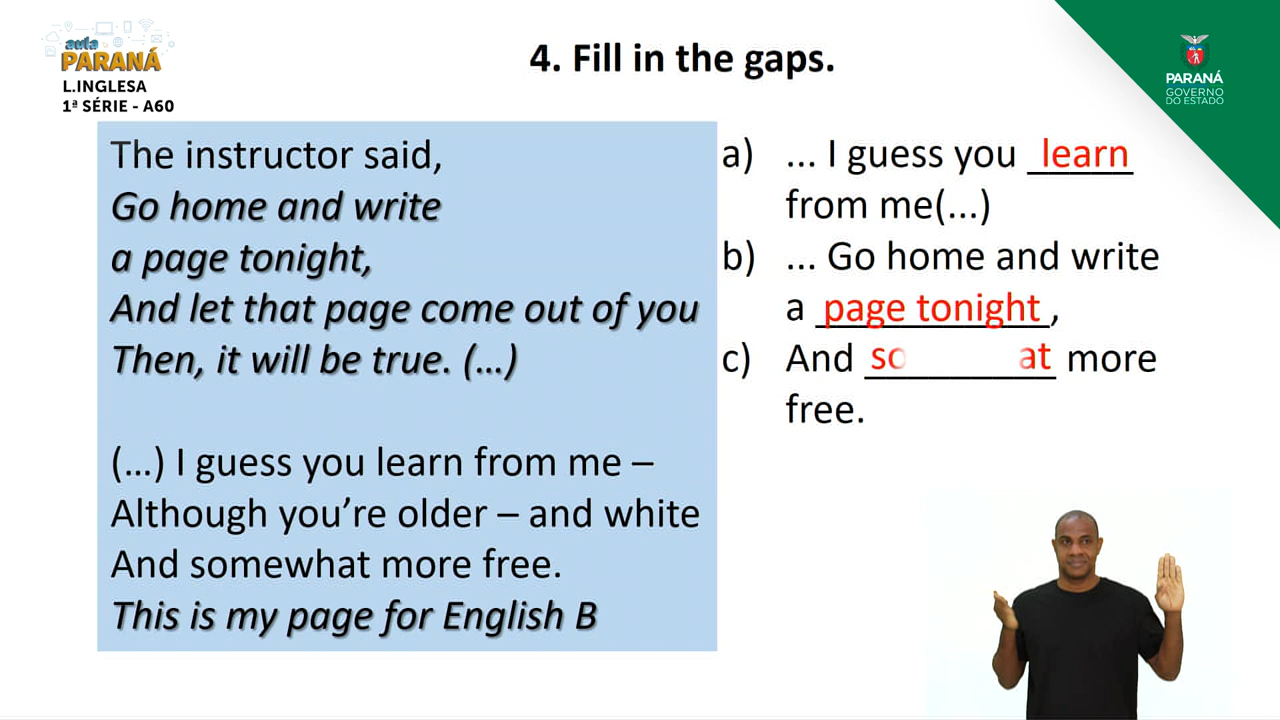 aula
PARANÁ
L.INGLESA
1ª SÉRIE - A60
4. Fill in the gaps.
PARANÁ
GOVERNO
DO ESTADO
The instructor said,
Go home and write
a page tonight,
And let that page come out of you
Then, it will be true. (...)
(...) I guess you learn from me –
Although you’re older – and white
And somewhat more free.
This is my page for English B
a) ... I guess you learn
from me(...)
b) ... Go home and write
a page tonight,
c) And so at more
free.